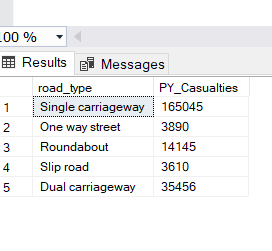 100 %
Results Messages
road_type PY_Casualties
1 Single carriageway 165045
2 One way street 3890
3 Roundabout 14145
4 Slip road 3610
5 Dual carriageway 35456